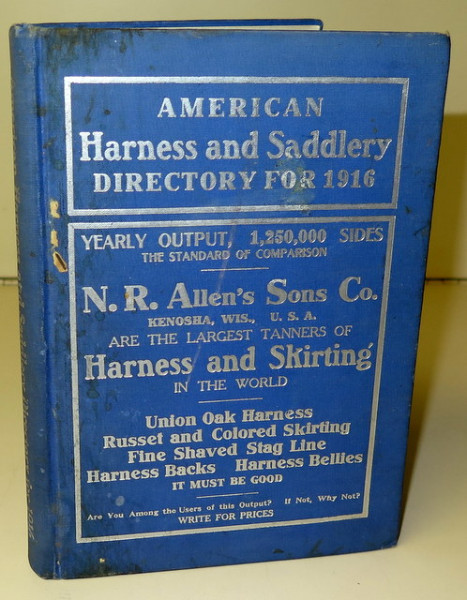 AMERICAN
Harness and Saddlery
DIRECTORY FOR 1916
YEARLY OUTPUT, 1,250,000 SIDES
THE STANDARD OF COMPARISON
N. R. Allen's Sons Co.
KENOSHA, WIS., U. S. A.
ARE THE LARGEST TANNERS OF
Harness and Skirting
IN THE WORLD
Union Oak Harness
Russet and Colored Skirting
Fine Shaved Stag Line
Harness Backs Harness Bellies
IT MUST BE GOOD
Are You Among the Users of this Output? If Not, Why Not?
WRITE FOR PRICES